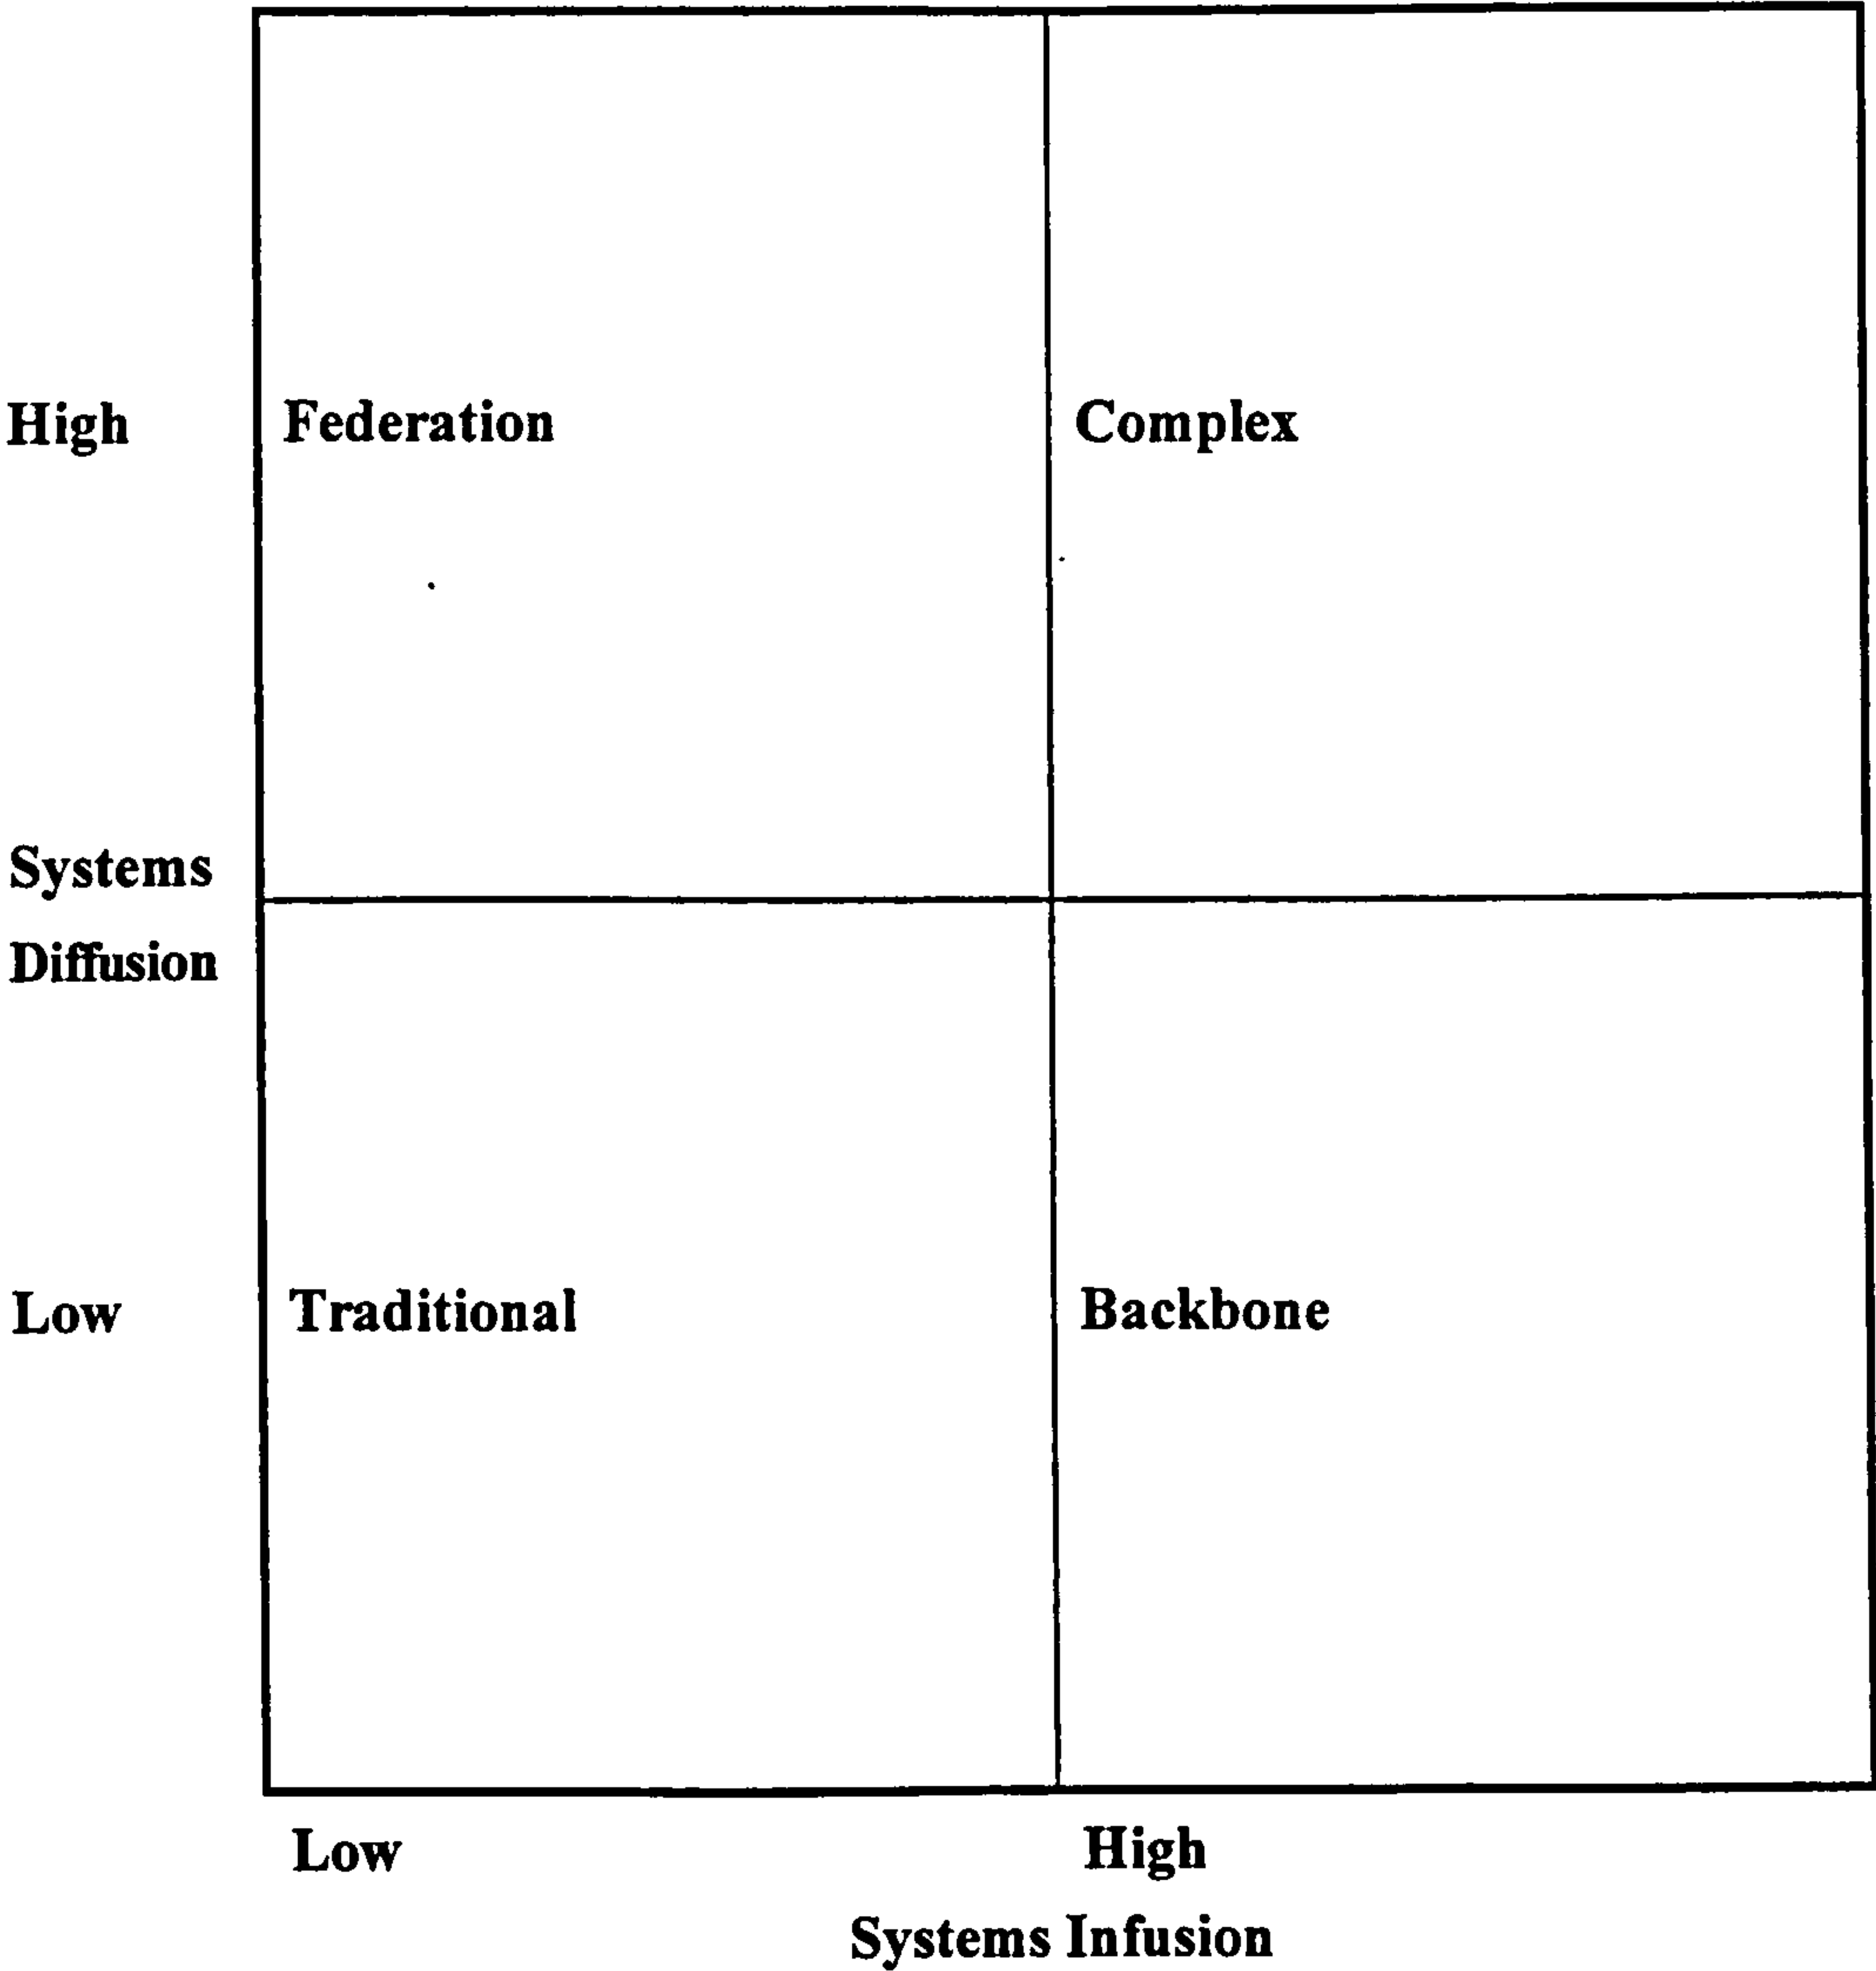 High Federation Complex
Systems
Diffusion
Low Traditional Backbone
Low High
Systems Infusion